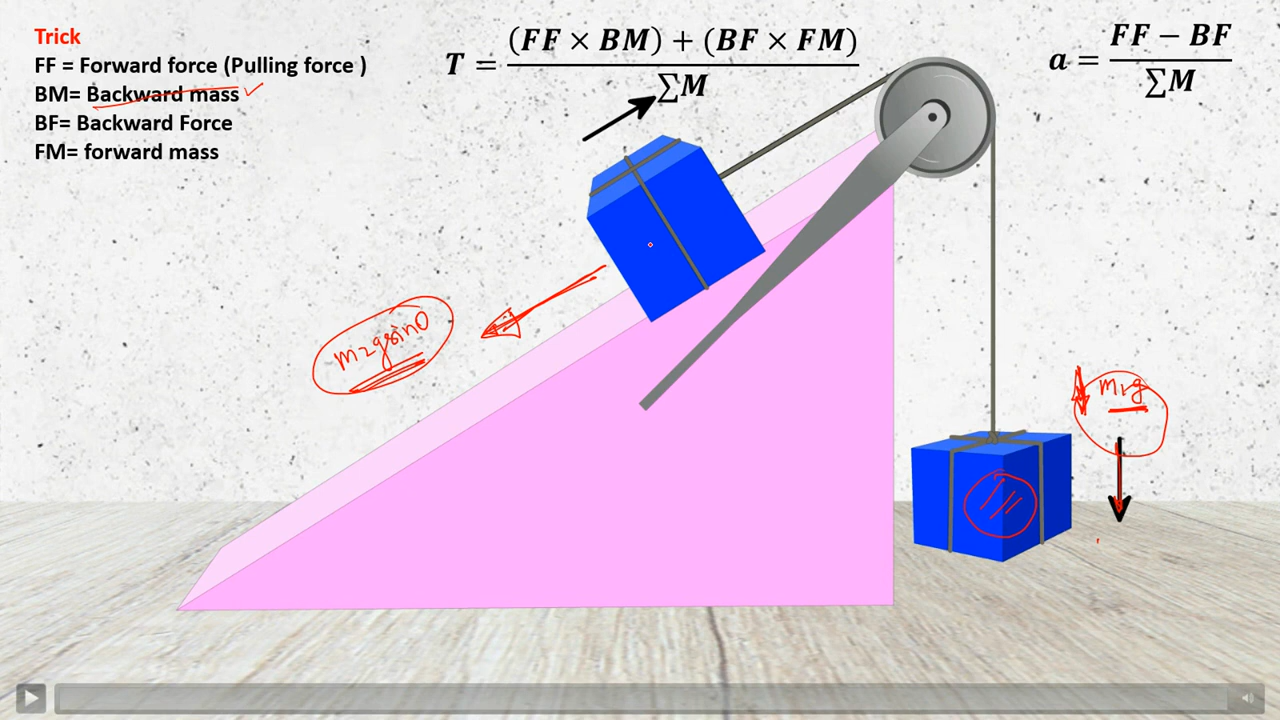 Trick
FF = Forward force (Pulling force )
BM= Backward mass
BF= Backward Force
FM= forward mass
T = (FF × BM) + (BF × FM) / ∑M
a = FF − BF / ∑M
m2gsinθ
m1g